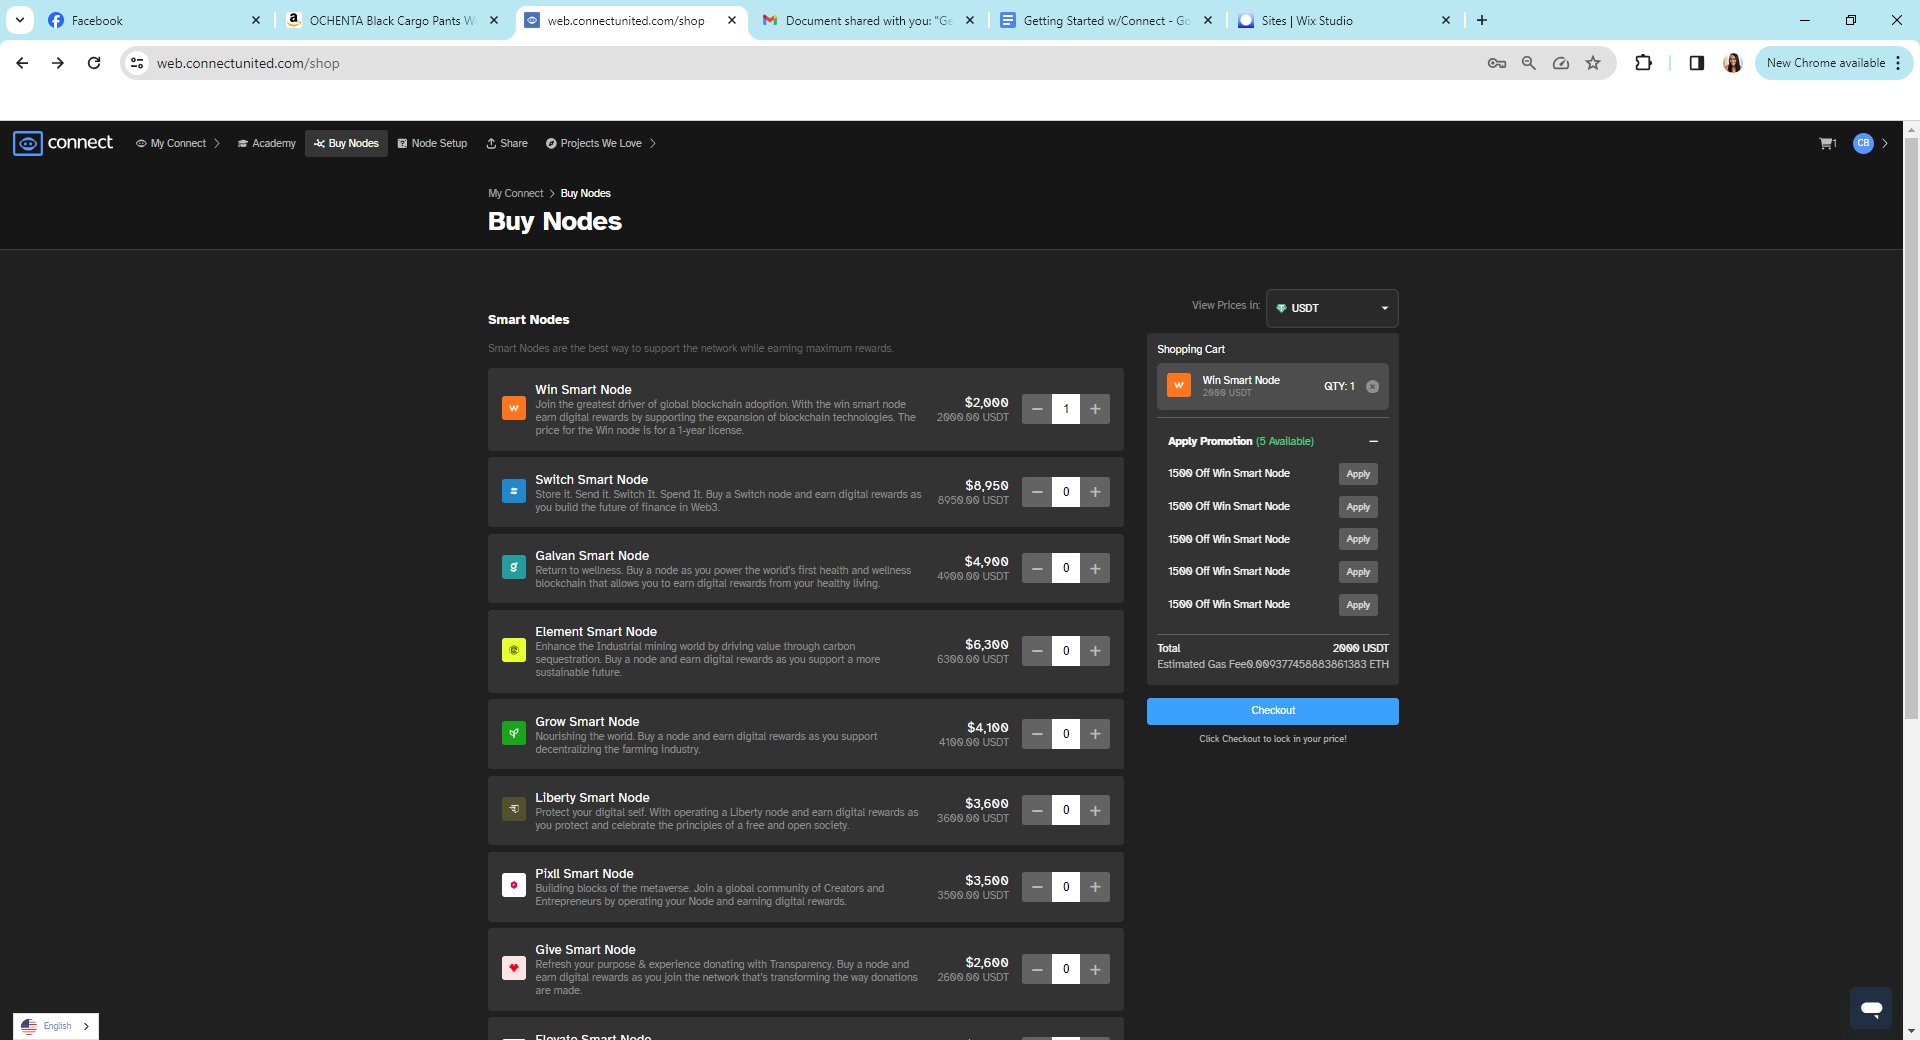 Facebook
OCHENTA Black Cargo Pants Wo
web.connectunited.com/shop
Document shared with you: "Ge
Getting Started w/Connect - Go
Sites | Wix Studio
web.connectunited.com/shop
New Chrome available
connect
My Connect
Academy
Buy Nodes
Node Setup
Share
Projects We Love
1
CB
My Connect > Buy Nodes
Buy Nodes
View Prices in:
USDT
Smart Nodes
Smart Nodes are the best way to support the network while earning maximum rewards.
Win Smart Node
Join the greatest driver of global blockchain adoption. With the win smart node
earn digital rewards by supporting the expansion of blockchain technologies. The
price for the Win node is for a 1-year license.
$2,000
2000.00 USDT
1
Switch Smart Node
Store it. Send It. Switch It. Spend It. Buy a Switch node and earn digital rewards as
you build the future of finance in Web3.
$8,950
8950.00 USDT
0
Galvan Smart Node
Return to wellness. Buy a node as you power the world's first health and wellness
blockchain that allows you to earn digital rewards from your healthy living.
$4,900
4900.00 USDT
0
Element Smart Node
Enhance the Industrial mining world by driving value through carbon
sequestration. Buy a node and earn digital rewards as you support a more
sustainable future.
$6,300
6300.00 USDT
0
Grow Smart Node
Nourishing the world. Buy a node and earn digital rewards as you support
decentralizing the farming industry.
$4,100
4100.00 USDT
0
Liberty Smart Node
Protect your digital self. With operating a Liberty node and earn digital rewards as
you protect and celebrate the principles of a free and open society.
$3,600
3600.00 USDT
0
Pixll Smart Node
Building blocks of the metaverse. Join a global community of Creators and
Entrepreneurs by operating your Node and earning digital rewards.
$3,500
3500.00 USDT
0
Give Smart Node
Refresh your purpose & experience donating with Transparency. Buy a node and
earn digital rewards as you join the network that's transforming the way donations
are made.
$2,600
2600.00 USDT
0
Elevate Smart Node
Shopping Cart
Win Smart Node
2000 USDT
QTY: 1
Apply Promotion (5 Available)
1500 Off Win Smart Node Apply
1500 Off Win Smart Node Apply
1500 Off Win Smart Node Apply
1500 Off Win Smart Node Apply
1500 Off Win Smart Node Apply
Total 2000 USDT
Estimated Gas Fee0.009377458883861383 ETH
Checkout
Click Checkout to lock in your price!
English